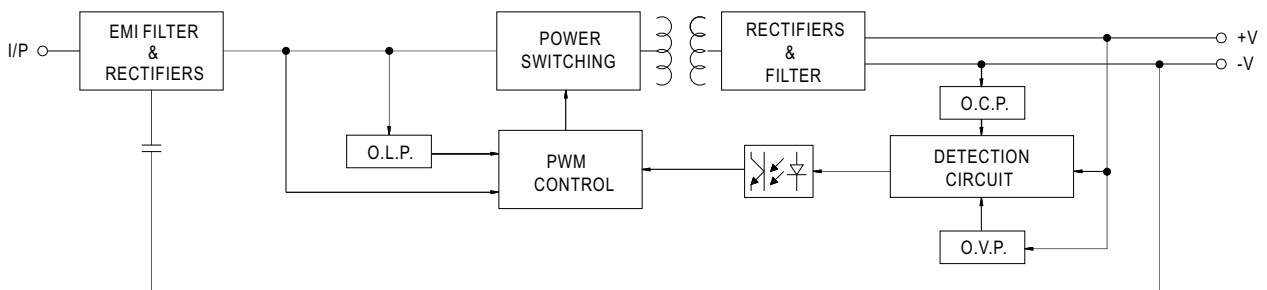 I/P
EMI FILTER
&
RECTIFIERS
POWER
SWITCHING
RECTIFIERS
&
FILTER
+V
-V
O.C.P.
O.L.P.
PWM
CONTROL
DETECTION
CIRCUIT
O.V.P.